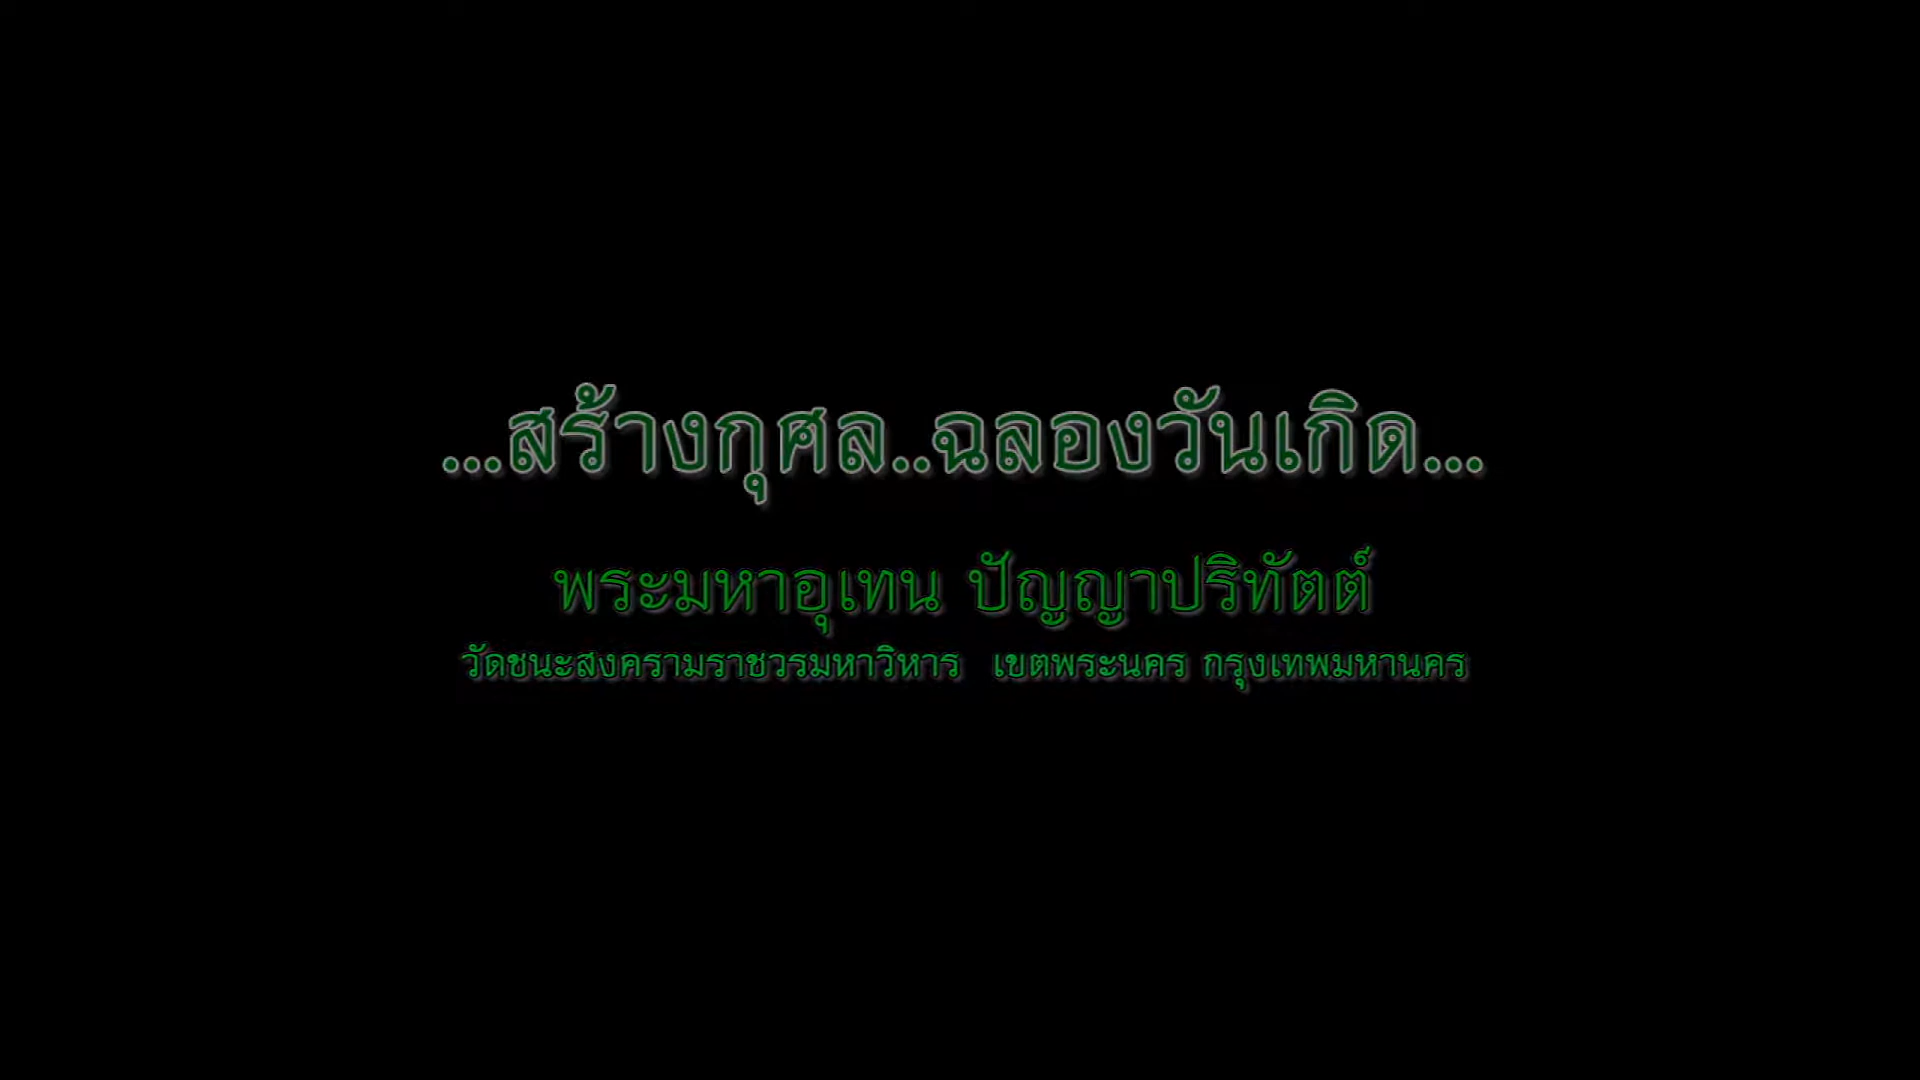 ...สร้างกุศล..ฉลองวันเกิด...
พระมหาอุเทน ปัญญาปริทัตต์
วัดชนะสงครามราชวรมหาวิหาร เขตพระนคร กรุงเทพมหานคร